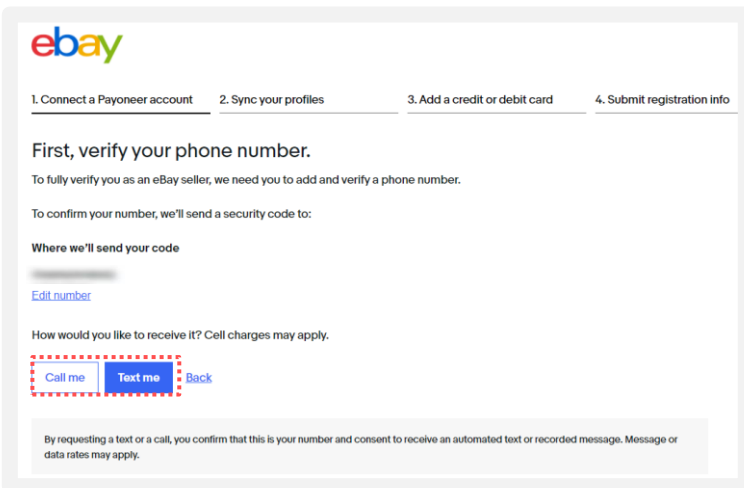 ebay
1. Connect a Payoneer account
2. Sync your profiles
3. Add a credit or debit card
4. Submit registration info
First, verify your phone number.
To fully verify you as an eBay seller, we need you to add and verify a phone number.
To confirm your number, we'll send a security code to:
Where we'll send your code
Edit number
How would you like to receive it? Cell charges may apply.
Call me
Text me
Back
By requesting a text or a call, you confirm that this is your number and consent to receive an automated text or recorded message. Message or
data rates may apply.